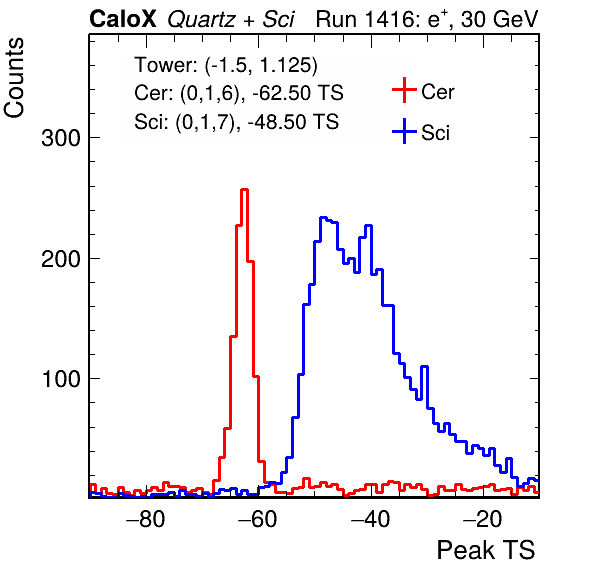 CaloX Quartz + Sci Run 1416: e⁺, 30 GeV
Counts
Tower: (-1.5, 1.125)
Cer: (0,1,6), -62.50 TS
Sci: (0,1,7), -48.50 TS
Cer
Sci
300
200
100
−80 −60 −40 −20
Peak TS